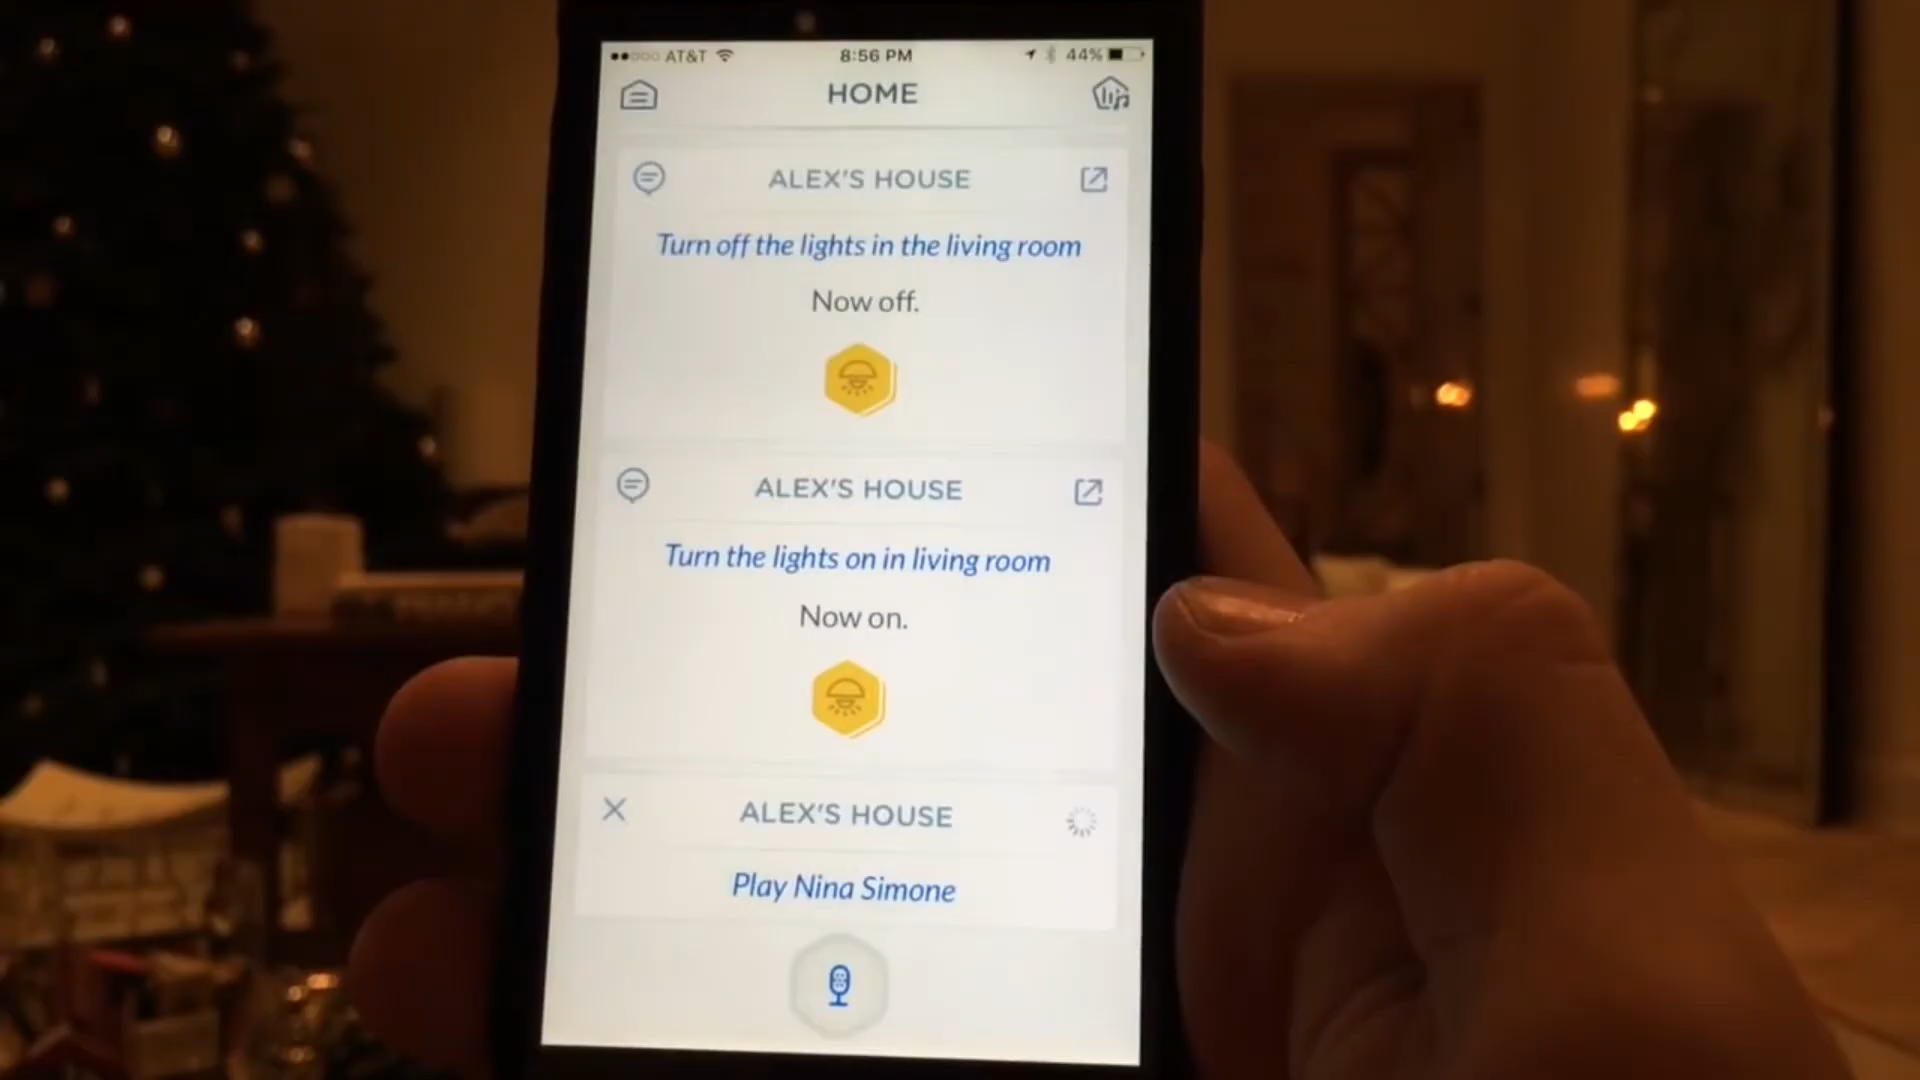 AT&T 8:56 PM 44%
HOME
ALEX'S HOUSE
Turn off the lights in the living room
Now off.
ALEX'S HOUSE
Turn the lights on in living room
Now on.
ALEX'S HOUSE
Play Nina Simone